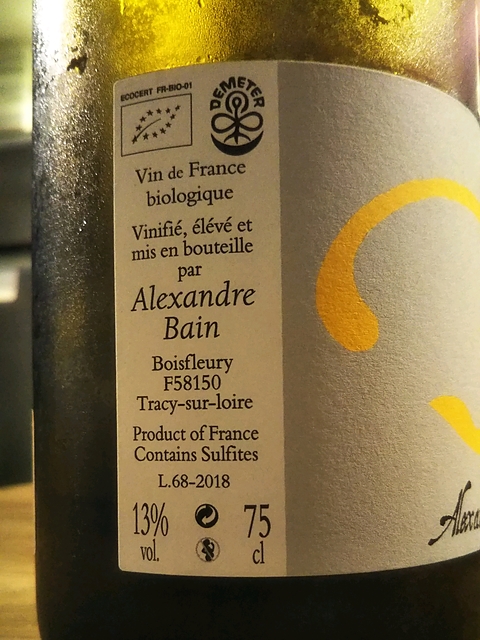 ECOCERT FR-BIO-01
DEMETER
Vin de France
biologique
Vinifié, élévé et
mis en bouteille
par
Alexandre
Bain
Boisfleury
F58150
Tracy-sur-loire
Product of France
Contains Sulfites
L.68-2018
13% 75
vol. cl